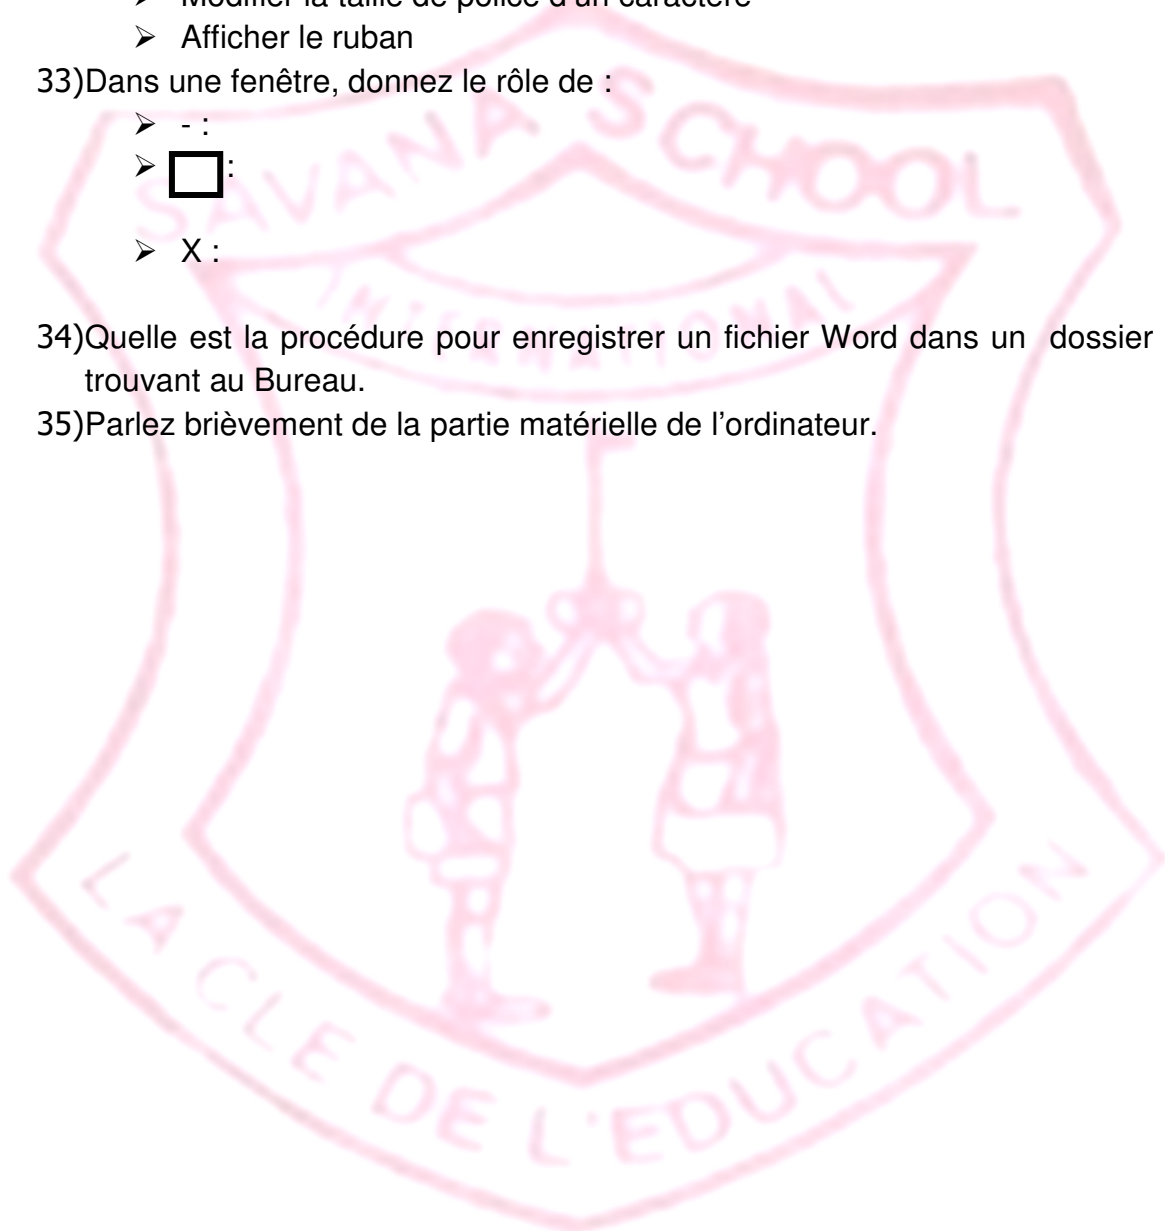 ➢ Modifier la taille de police d'un caractère
➢ Afficher le ruban
33)Dans une fenêtre, donnez le rôle de :
➢ - :
➢ :
➢ X :
34)Quelle est la procédure pour enregistrer un fichier Word dans un dossier
trouvant au Bureau.
35)Parlez brièvement de la partie matérielle de l'ordinateur.
SAVANA SCHOOL
INTERNATIONAL
LA CLE DE L'EDUCATION